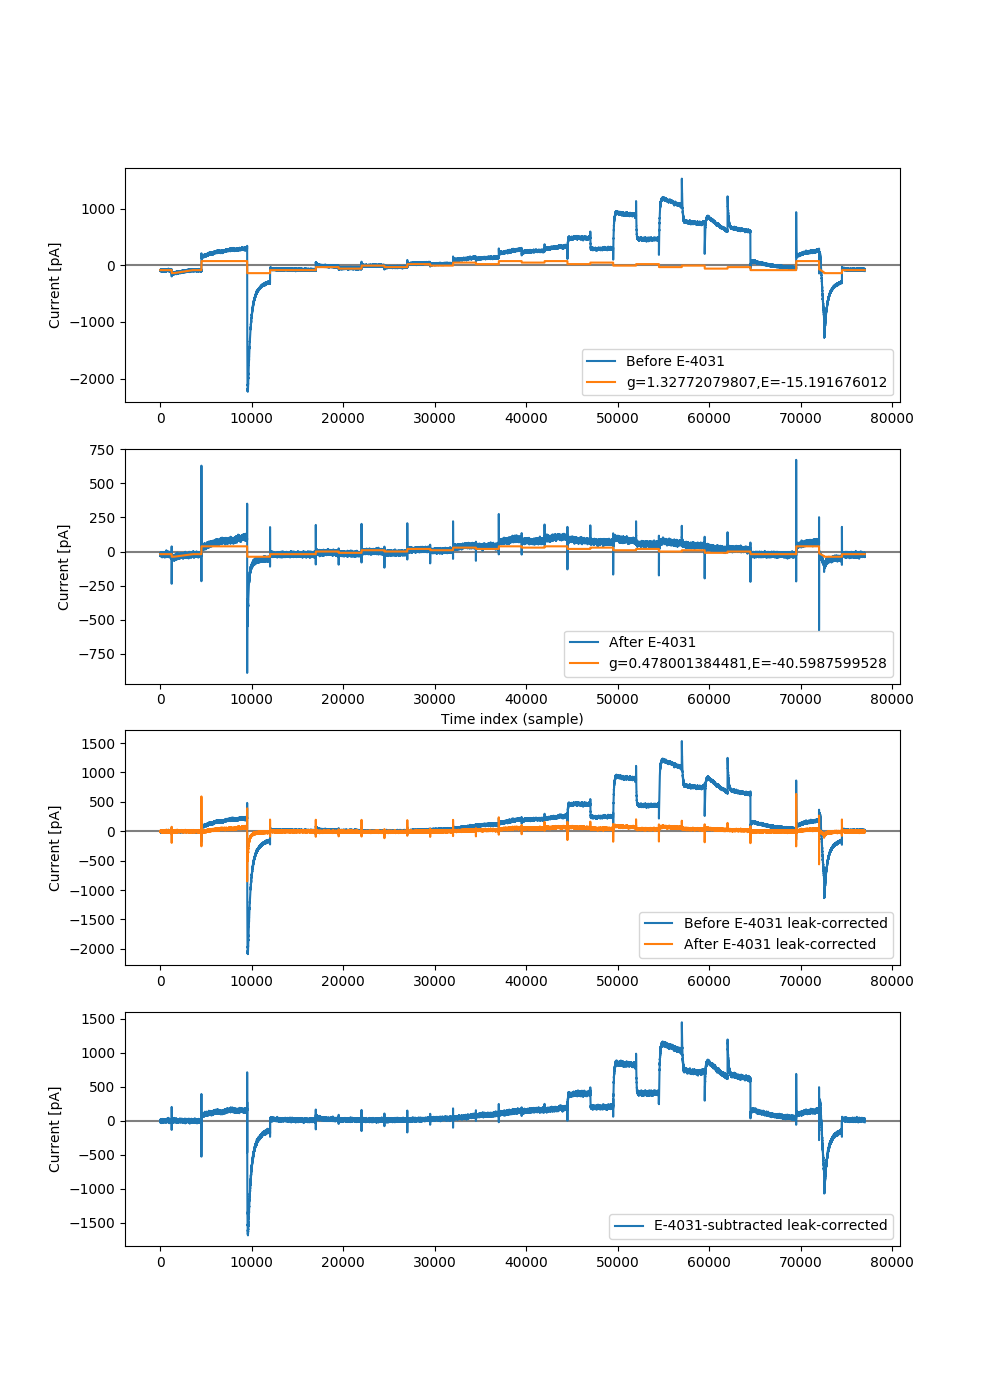 1000
0
−1000
−2000
Current [pA]
Before E-4031
g=1.32772079807,E=-15.191676012
0 10000 20000 30000 40000 50000 60000 70000 80000
750
500
250
0
−250
−500
−750
Current [pA]
After E-4031
g=0.478001384481,E=-40.5987599528
0 10000 20000 30000 40000 50000 60000 70000 80000
Time index (sample)
1500
1000
500
0
−500
−1000
−1500
−2000
Current [pA]
Before E-4031 leak-corrected
After E-4031 leak-corrected
0 10000 20000 30000 40000 50000 60000 70000 80000
1500
1000
500
0
−500
−1000
−1500
Current [pA]
E-4031-subtracted leak-corrected
0 10000 20000 30000 40000 50000 60000 70000 80000